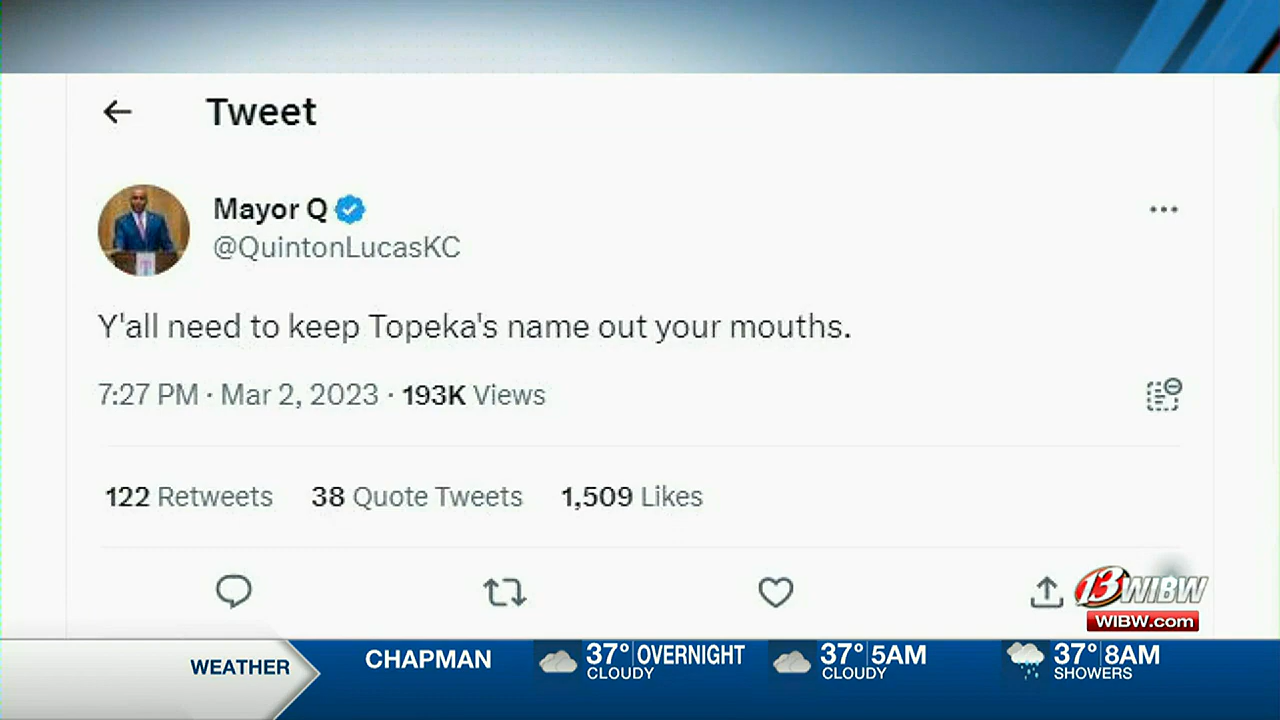 Tweet
Mayor Q
@QuintonLucasKC
Y'all need to keep Topeka's name out your mouths.
7:27 PM · Mar 2, 2023 · 193K Views
122 Retweets 38 Quote Tweets 1,509 Likes
13 WIBW
WIBW.com
WEATHER CHAPMAN 37° OVERNIGHT 37° 5AM 37° 8AM
CLOUDY CLOUDY SHOWERS